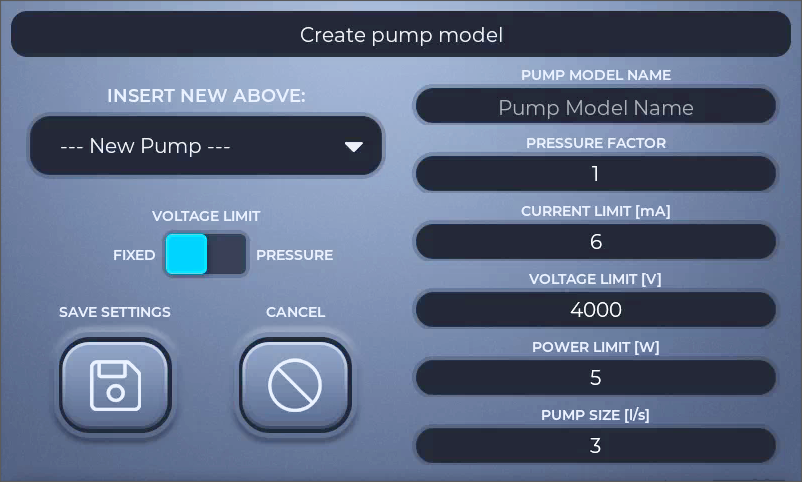 Create pump model
INSERT NEW ABOVE:
--- New Pump ---
VOLTAGE LIMIT
FIXED
PRESSURE
SAVE SETTINGS
CANCEL
PUMP MODEL NAME
Pump Model Name
PRESSURE FACTOR
1
CURRENT LIMIT [mA]
6
VOLTAGE LIMIT [V]
4000
POWER LIMIT [W]
5
PUMP SIZE [l/s]
3